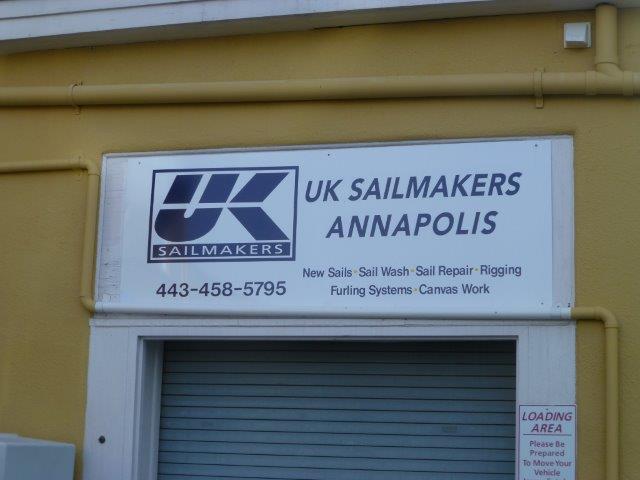 UK
SAILMAKERS
443-458-5795
UK SAILMAKERS
ANNAPOLIS
New Sails • Sail Wash • Sail Repair • Rigging
Furling Systems • Canvas Work
LOADING
AREA
Please Be
Prepared
To Move Your
Vehicle